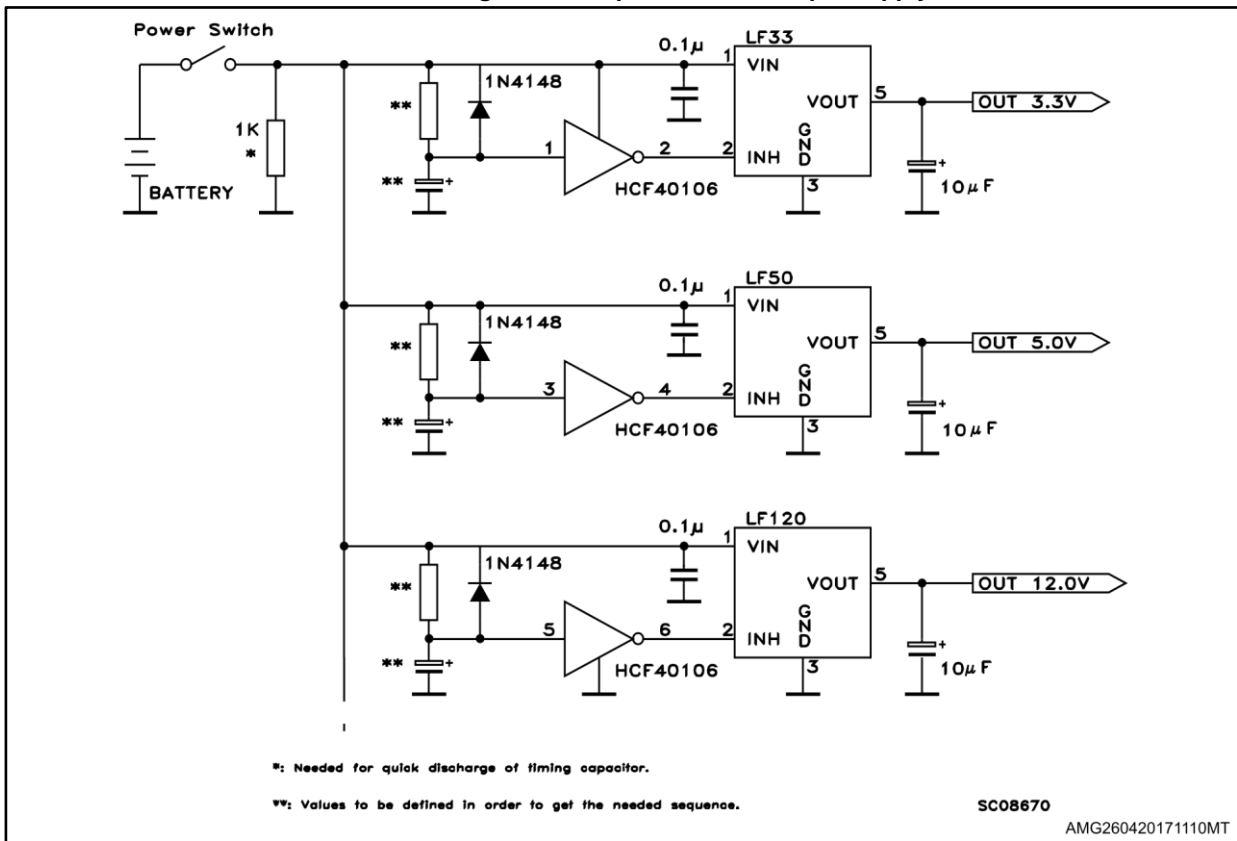 Power Switch
1K
*
BATTERY
**
1N4148
**
1
2
HCF40106
0.1µ
LF33
1
VIN
2
INH
VOUT
5
GND
3
OUT 3.3V
+
10µF
**
1N4148
**
3
4
HCF40106
0.1µ
LF50
1
VIN
2
INH
VOUT
5
GND
3
OUT 5.0V
+
10µF
**
1N4148
**
5
6
HCF40106
0.1µ
LF120
1
VIN
2
INH
VOUT
5
GND
3
OUT 12.0V
+
10µF
*: Needed for quick discharge of timing capacitor.
**: Values to be defined in order to get the needed sequence.
SC08670
AMG260420171110MT